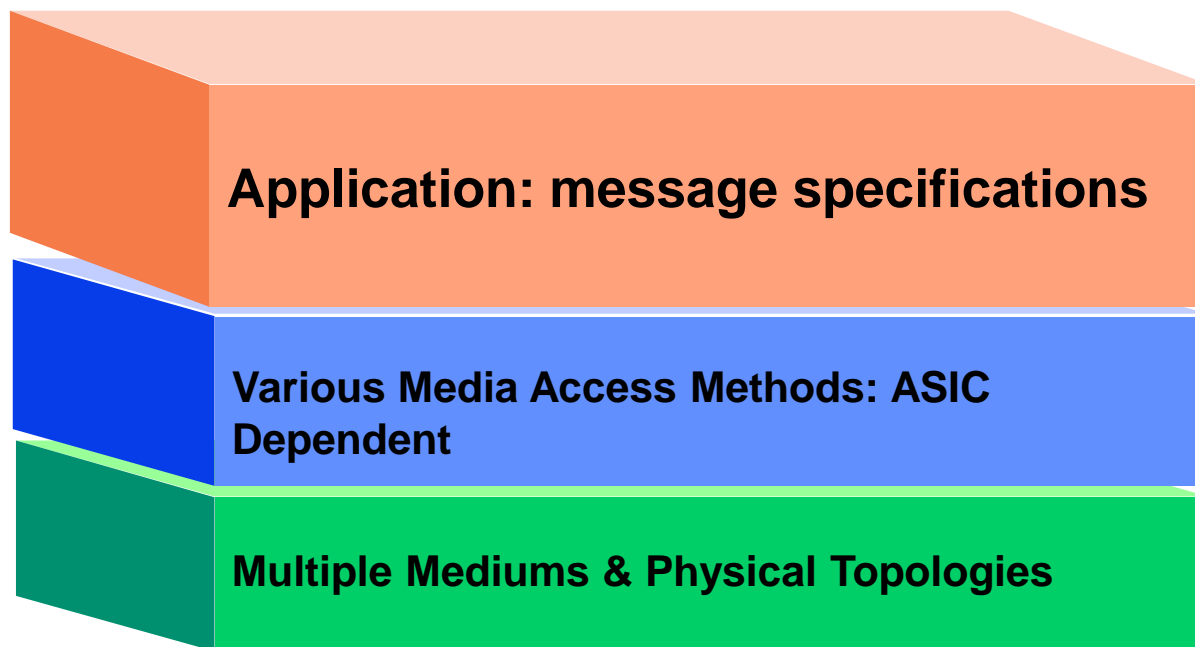 Application: message specifications
Various Media Access Methods: ASIC
Dependent
Multiple Mediums & Physical Topologies